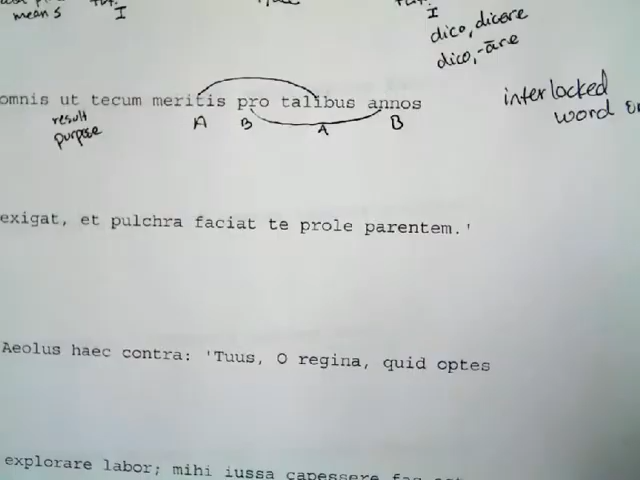 means I
I
dico, dicere
dico, -āre
omnis ut tecum meritis pro talibus annos
interlocked
word
result
purpose
A B A B
exigat, et pulchra faciat te prole parentem.'
Aeolus haec contra: 'Tuus, O regina, quid optes
explorare labor; mihi iussa capessere